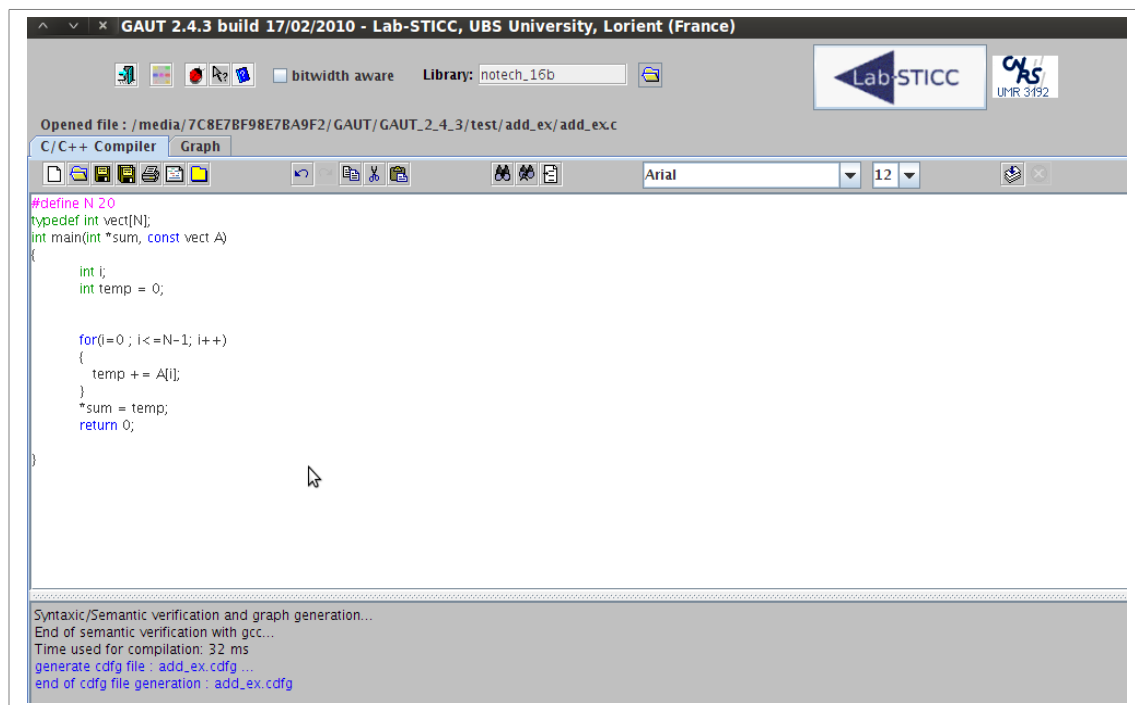 GAUT 2.4.3 build 17/02/2010 - Lab-STICC, UBS University, Lorient (France)
bitwidth aware Library: notech_16b
Lab-STICC
CNRS
UMR 3192
Opened file : /media/7C8E7BF98E7BA9F2/GAUT/GAUT_2_4_3/test/add_ex/add_ex.c
C/C++ Compiler Graph
Arial 12
#define N 20
typedef int vect[N];
int main(int *sum, const vect A)
{
int i;
int temp = 0;
for(i=0 ; i<=N-1; i++)
{
temp += A[i];
}
*sum = temp;
return 0;
}
Syntaxic/Semantic verification and graph generation...
End of semantic verification with gcc...
Time used for compilation: 32 ms
generate cdfg file : add_ex.cdfg ...
end of cdfg file generation : add_ex.cdfg